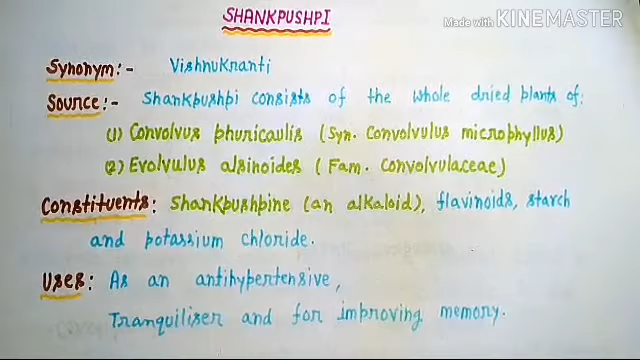 SHANKPUSHPI
Made with KINEMASTER
Synonym:- Vishnukranti
Source:- Shankpushpi consists of the whole dried plants of:
(1) Convolvus phuricaulis (Syn. Convolvulus microphyllus)
(2) Evolvulus alsinoides (Fam. Convolvulaceae)
Constituents: Shankpushpine (an alkaloid), flavinoids, starch
and potassium chloride.
Uses: As an antihypertensive,
Tranquiliser and for improving memory.